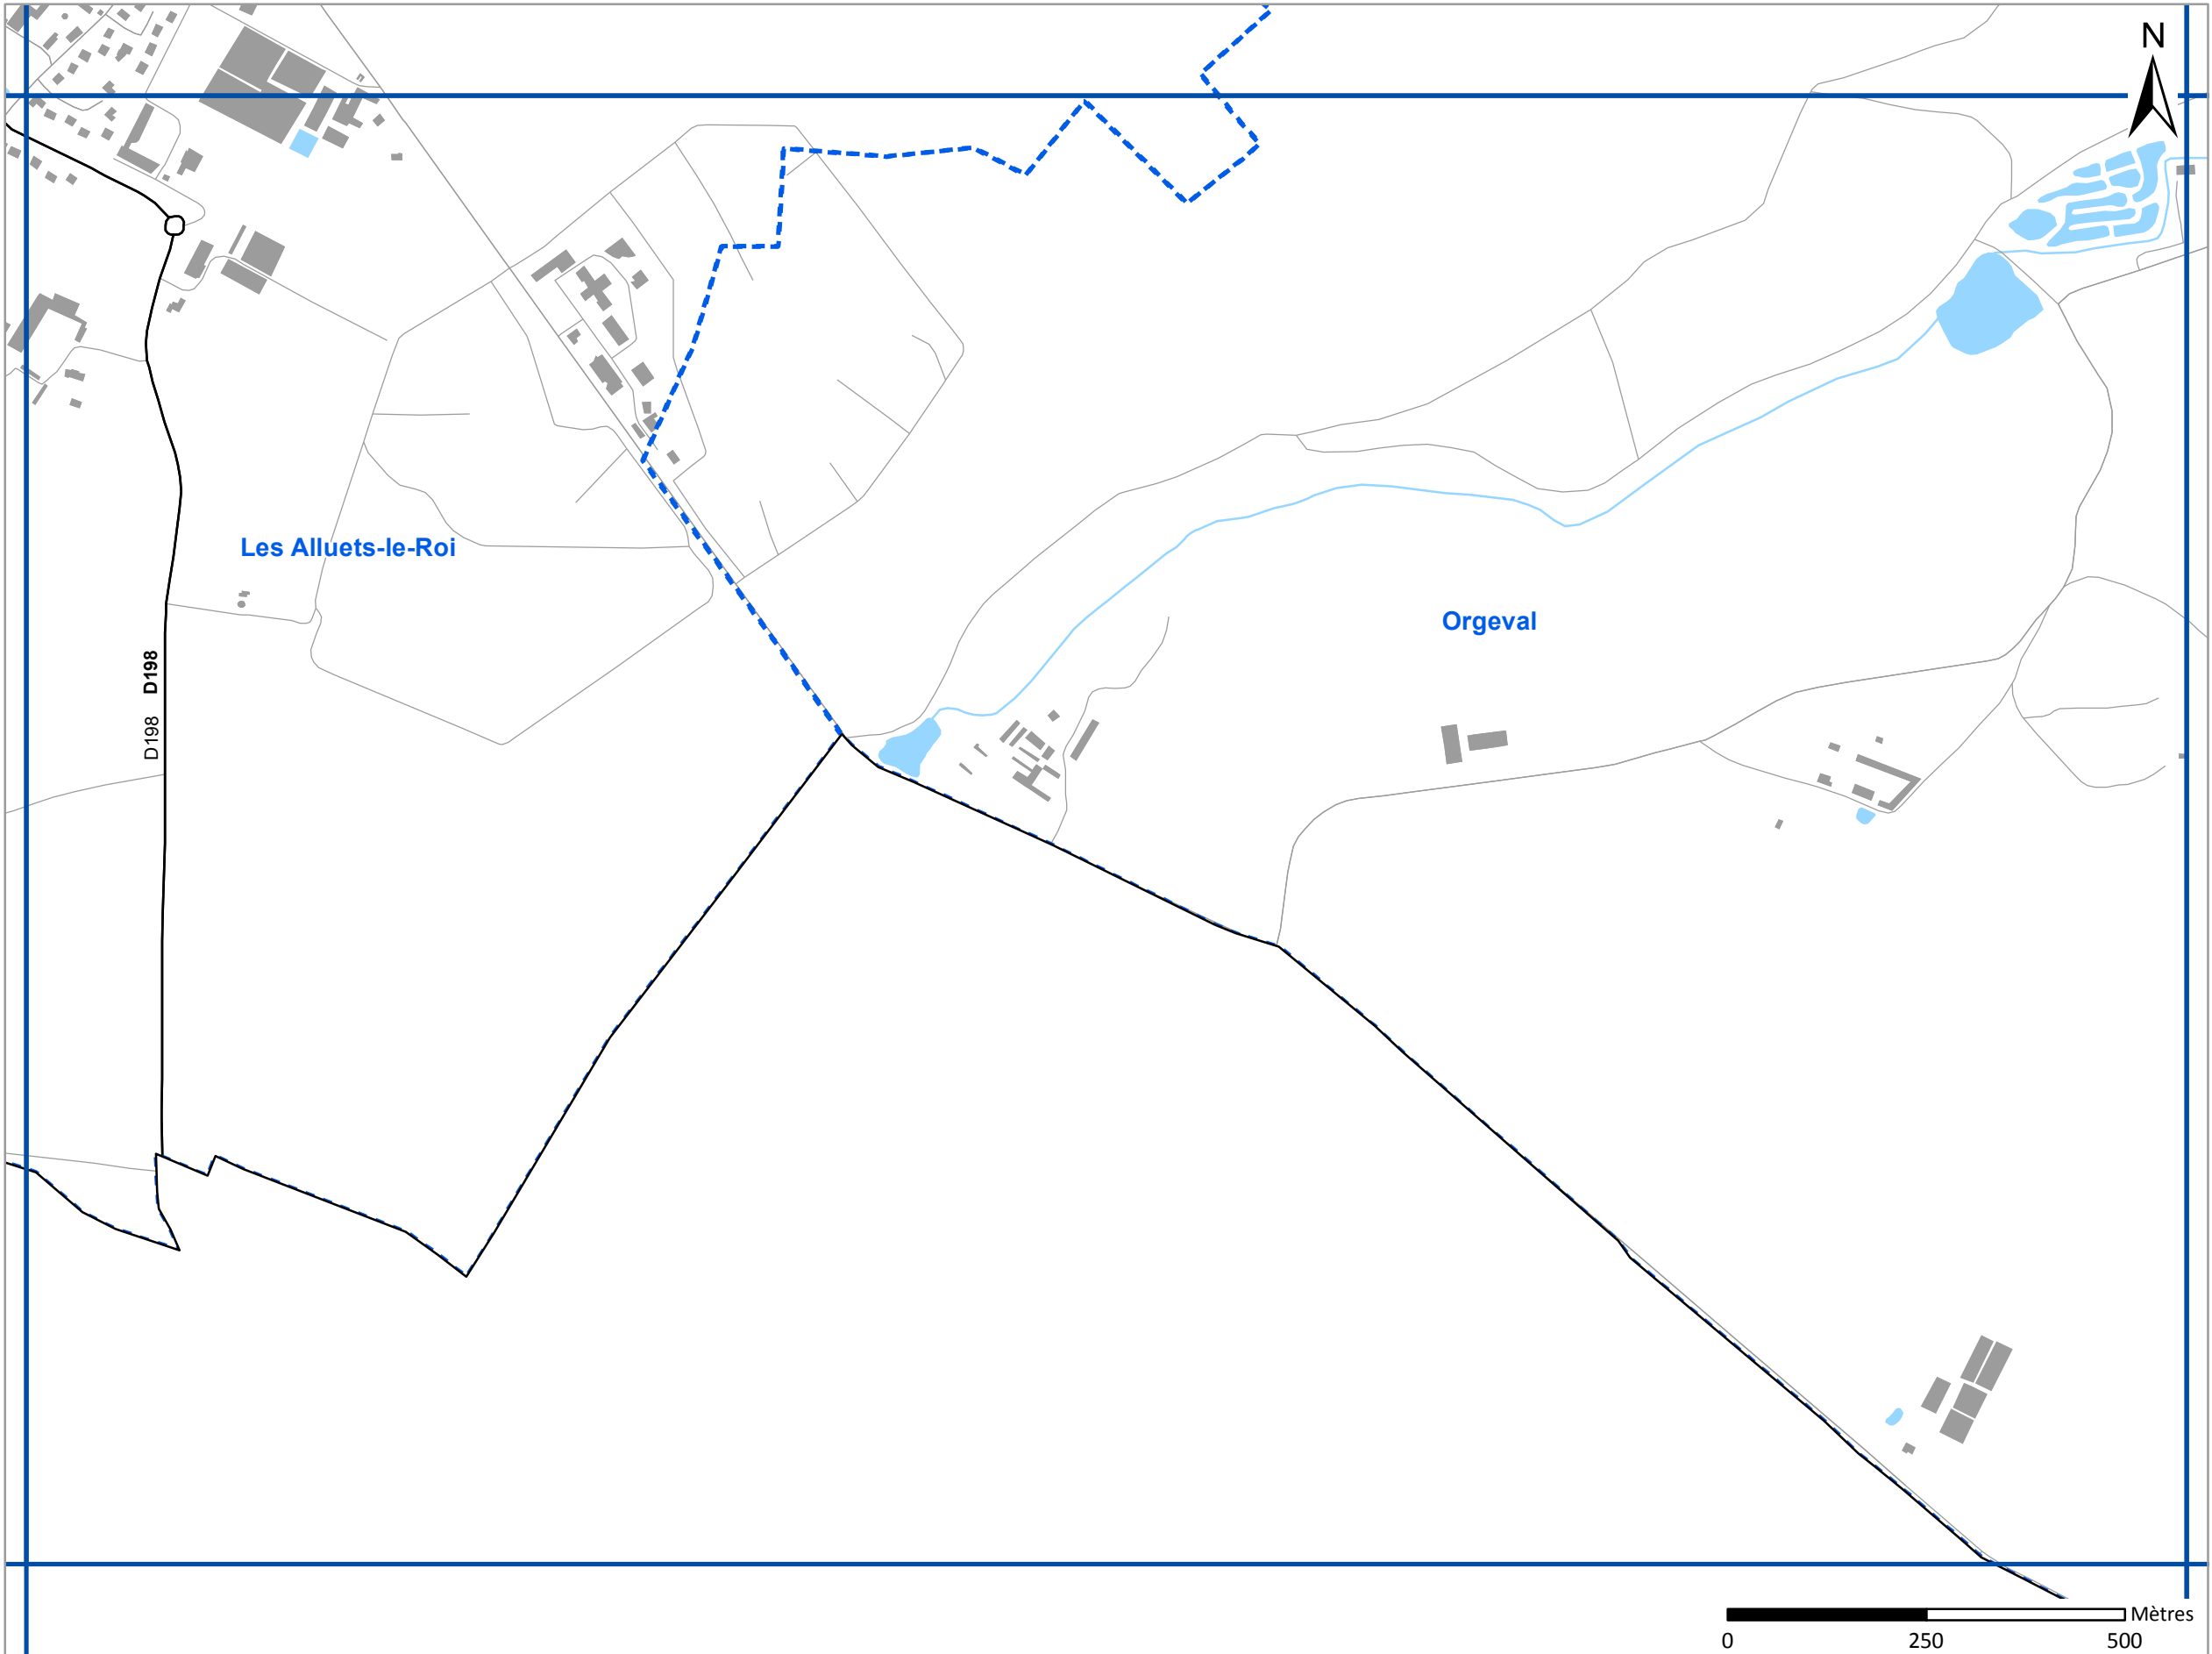 N
Les Alluets-le-Roi
Orgeval
D198
D198
Mètres
0 250 500